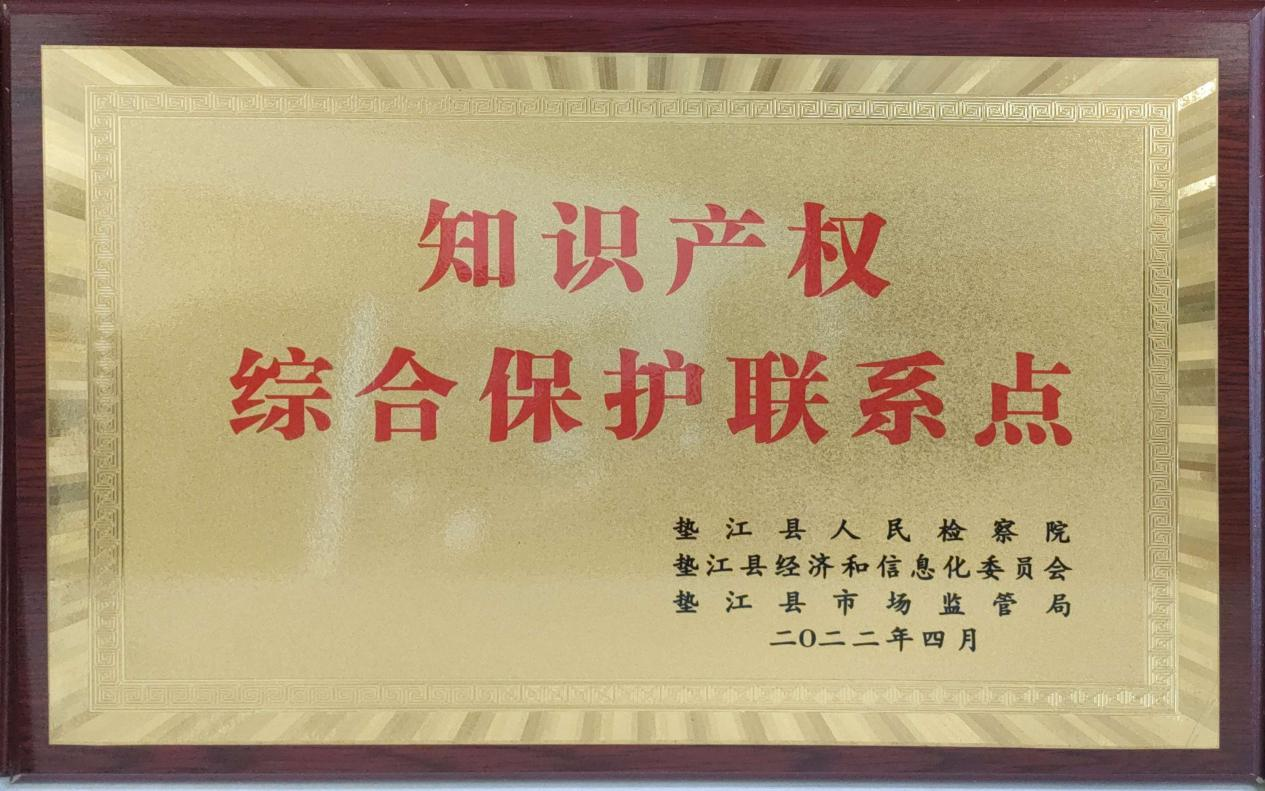 知识产权
综合保护联系点
垫江县人民检察院
垫江县经济和信息化委员会
垫江县市场监管局
二〇二二年四月